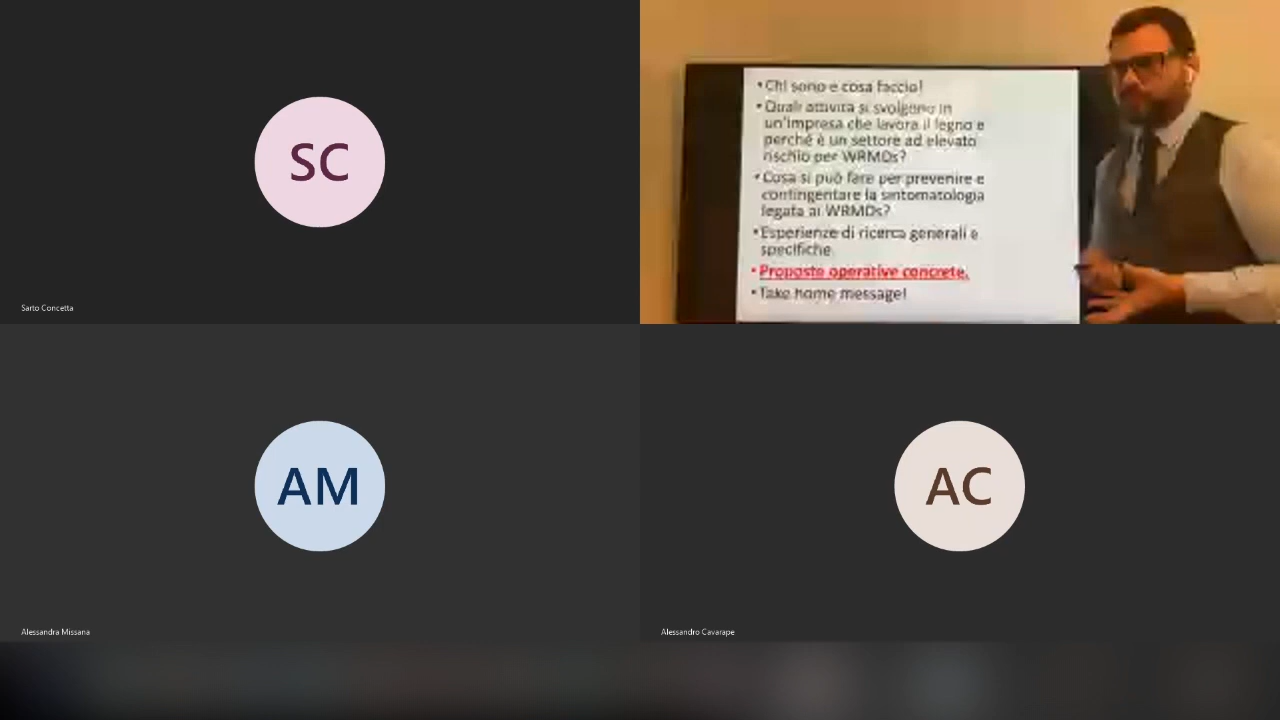 SC
Sarto Concetta
•Chi sono e cosa faccio!
•Quali attività si svolgono in
un'impresa che lavora il legno e
perché è un settore ad elevato
rischio per WRMDs?
•Cosa si può fare per prevenire e
contingentare la sintomatologia
legata ai WRMDs?
•Esperienze di ricerca generali e
specifiche.
•Proposte operative concrete.
•Take home message!
AM
Alessandra Missana
AC
Alessandro Cavarape